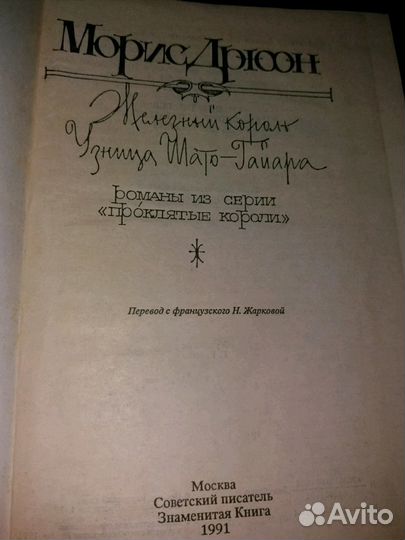 Морис Дрюон
Железный король
Узница Шато-Гайара
романы из серии
«проклятые короли»
Перевод с французского Н. Жарковой
Москва
Советский писатель
Знаменитая Книга
1991
Avito